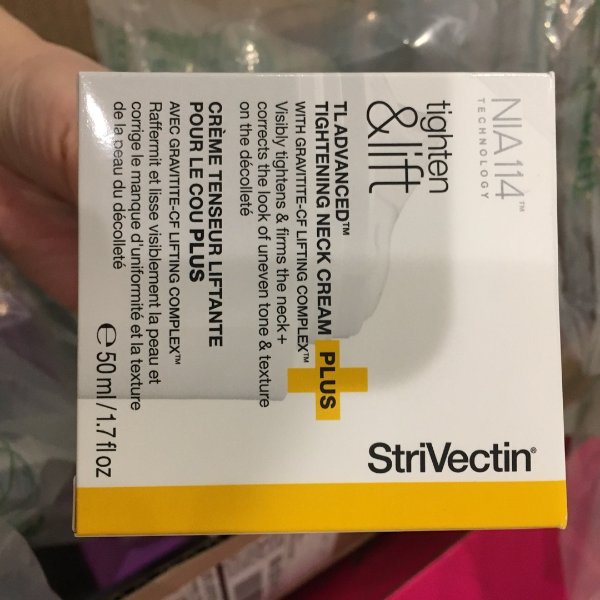 NIA114™
TECHNOLOGY
tighten
& lift
TLADVANCED™
TIGHTENING NECK CREAM PLUS
WITH GRAVITITE-CF LIFTING COMPLEX™
Visibly tightens & firms the neck+
corrects the look of uneven tone & texture
on the décolleté
CRÈME TENSEUR LIFTANTE
POUR LE COU PLUS
AVEC GRAVITITE-CF LIFTING COMPLEX™
Raffermit et lisse visiblement la peau et
corrige le manque d'uniformité et la texture
de la peau du décolleté
℮ 50 ml/1.7 fl oz
StriVectin®